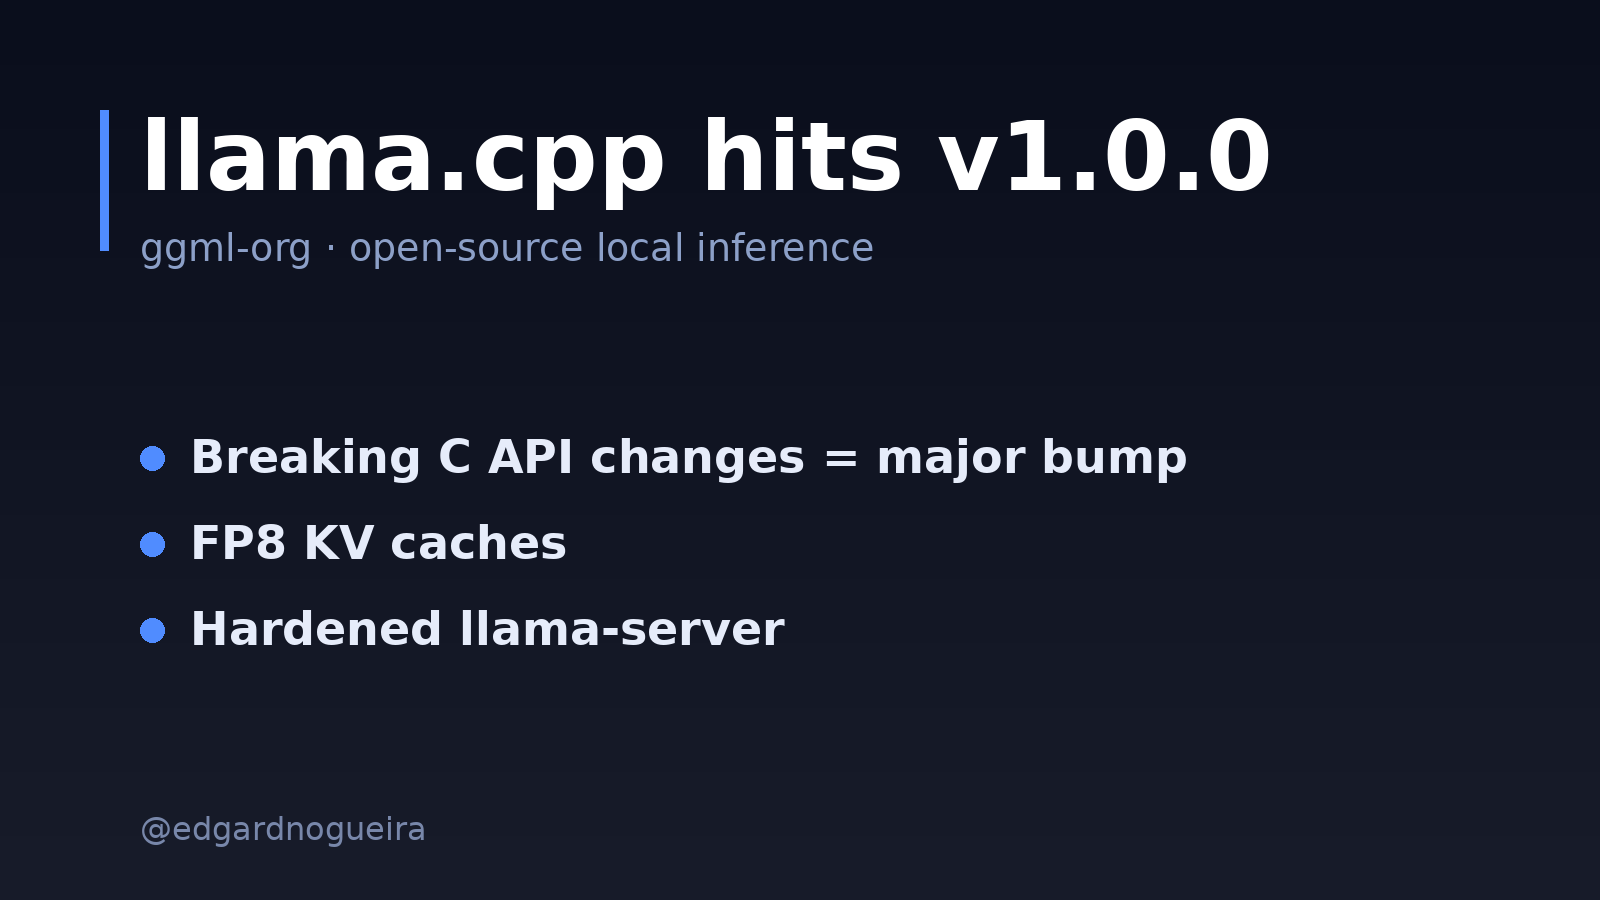 llama.cpp hits v1.0.0
ggml-org · open-source local inference
Breaking C API changes = major bump
FP8 KV caches
Hardened llama-server
@edgardnogueira